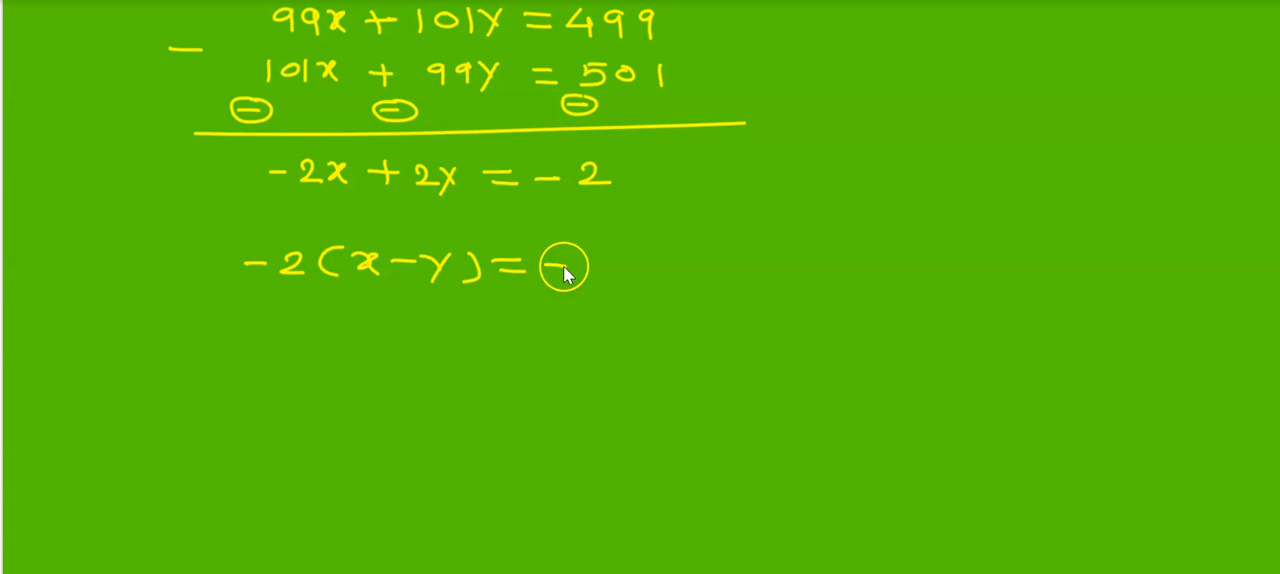 99x + 101y = 499
-
101x + 99y = 501
- - -
-2x + 2y = -2
-2(x-y) = -